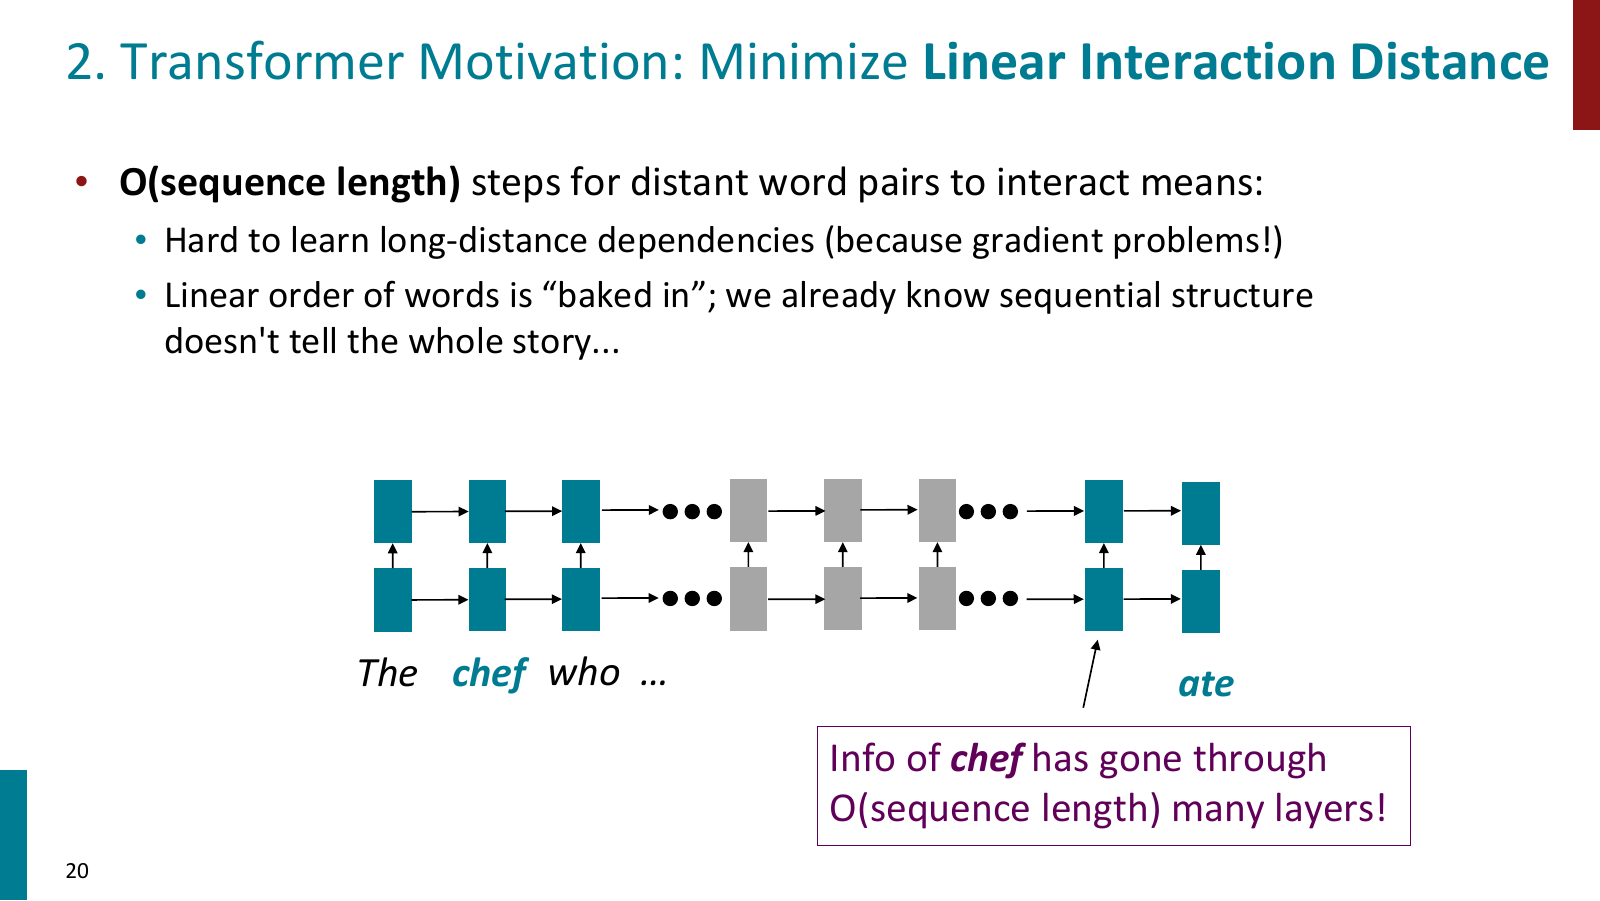 2. Transformer Motivation: Minimize Linear Interaction Distance
• O(sequence length) steps for distant word pairs to interact means:
• Hard to learn long-distance dependencies (because gradient problems!)
• Linear order of words is “baked in”; we already know sequential structure
doesn't tell the whole story...
The chef who ...
ate
Info of chef has gone through
O(sequence length) many layers!
20